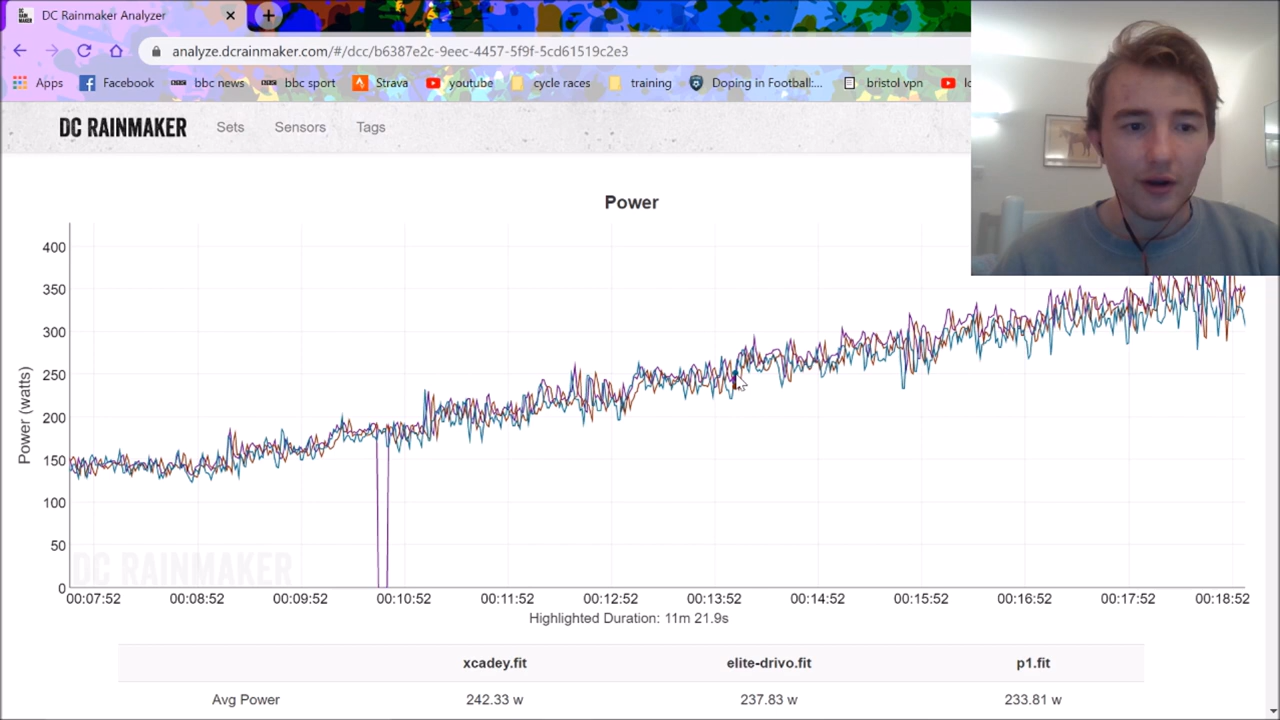 DC Rainmaker Analyzer
analyze.dcrainmaker.com/#/dcc/b6387e2c-9eec-4457-5f9f-5cd61519c2e3
Apps Facebook bbc news bbc sport Strava youtube cycle races training Doping in Football:... bristol vpn
DC RAINMAKER Sets Sensors Tags
Power
400
350
300
250
200
150
100
50
0
Power (watts)
DC RAINMAKER
00:07:52 00:08:52 00:09:52 00:10:52 00:11:52 00:12:52 00:13:52 00:14:52 00:15:52 00:16:52 00:17:52 00:18:52
Highlighted Duration: 11m 21.9s
xcadey.fit elite-drivo.fit p1.fit
Avg Power 242.33 w 237.83 w 233.81 w